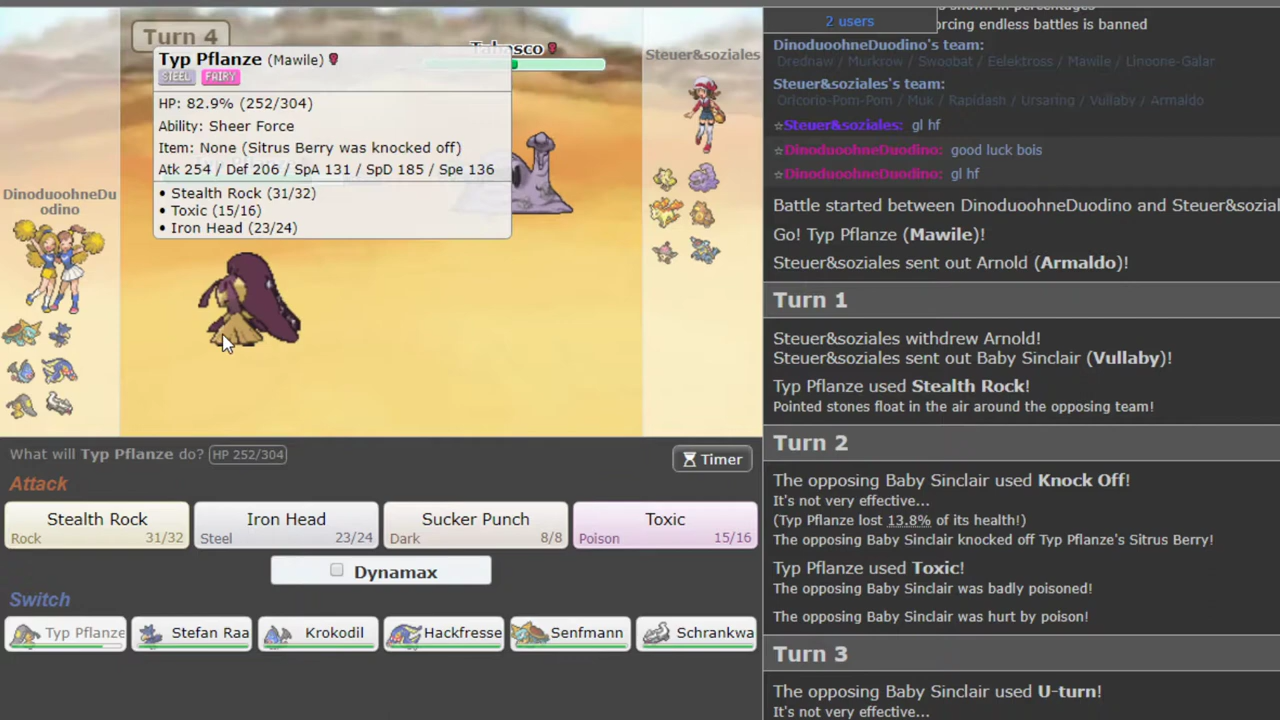 Turn 4
Typ Pflanze (Mawile)
STEEL FAIRY
HP: 82.9% (252/304)
Ability: Sheer Force
Item: None (Sitrus Berry was knocked off)
Atk 254 / Def 206 / SpA 131 / SpD 185 / Spe 136
• Stealth Rock (31/32)
• Toxic (15/16)
• Iron Head (23/24)
Tabasco
Steuer&soziales
DinoduoohneDu
odino
What will Typ Pflanze do? HP 252/304
Timer
Attack
Stealth Rock
Rock 31/32
Iron Head
Steel 23/24
Sucker Punch
Dark 8/8
Toxic
Poison 15/16
Dynamax
Switch
Typ Pflanze
Stefan Raa
Krokodil
Hackfresse
Senfmann
Schrankwa
2 users
orcing endless battles is banned
DinoduoohneDuodino's team:
Drednaw / Murkrow / Swoobat / Eelektross / Mawile / Linoone-Galar
Steuer&soziales's team:
Oricorio-Pom-Pom / Muk / Rapidash / Ursaring / Vullaby / Armaldo
☆Steuer&soziales: gl hf
☆DinoduoohneDuodino: good luck bois
☆DinoduoohneDuodino: gl hf
Battle started between DinoduoohneDuodino and Steuer&sozial
Go! Typ Pflanze (Mawile)!
Steuer&soziales sent out Arnold (Armaldo)!
Turn 1
Steuer&soziales withdrew Arnold!
Steuer&soziales sent out Baby Sinclair (Vullaby)!
Typ Pflanze used Stealth Rock!
Pointed stones float in the air around the opposing team!
Turn 2
The opposing Baby Sinclair used Knock Off!
It's not very effective...
(Typ Pflanze lost 13.8% of its health!)
The opposing Baby Sinclair knocked off Typ Pflanze's Sitrus Berry!
Typ Pflanze used Toxic!
The opposing Baby Sinclair was badly poisoned!
The opposing Baby Sinclair was hurt by poison!
Turn 3
The opposing Baby Sinclair used U-turn!
It's not very effective...